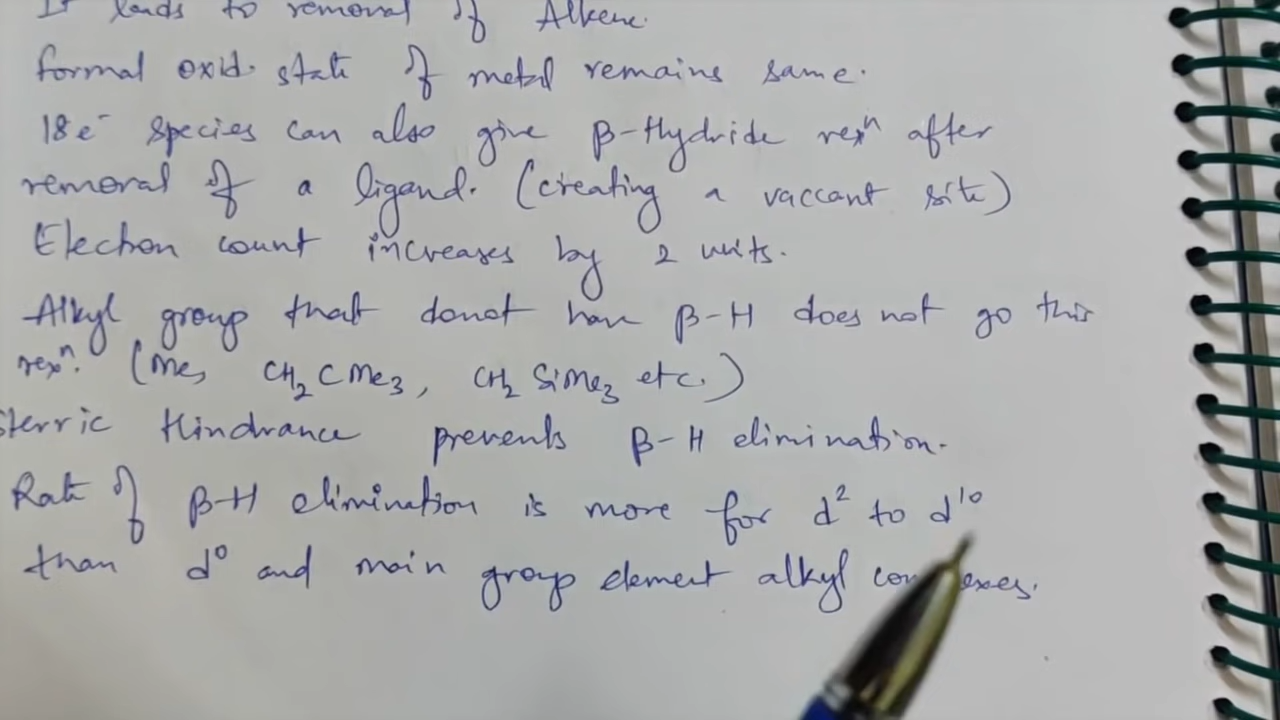 It leads to removal of Alkene.
Formal oxid. state of metal remains same.
18e⁻ species can also give β-Hydride rexⁿ after
removal of a ligand. (creating a vaccant site)
Electron count increases by 2 units.
Alkyl group that donot have β-H does not go this
rexⁿ. (Me, CH₂CMe₃, CH₂SiMe₃ etc.)
Sterric Hindrance prevents β-H elimination.
Rate of β-H elimination is more for d² to d¹⁰
than d⁰ and main group element alkyl